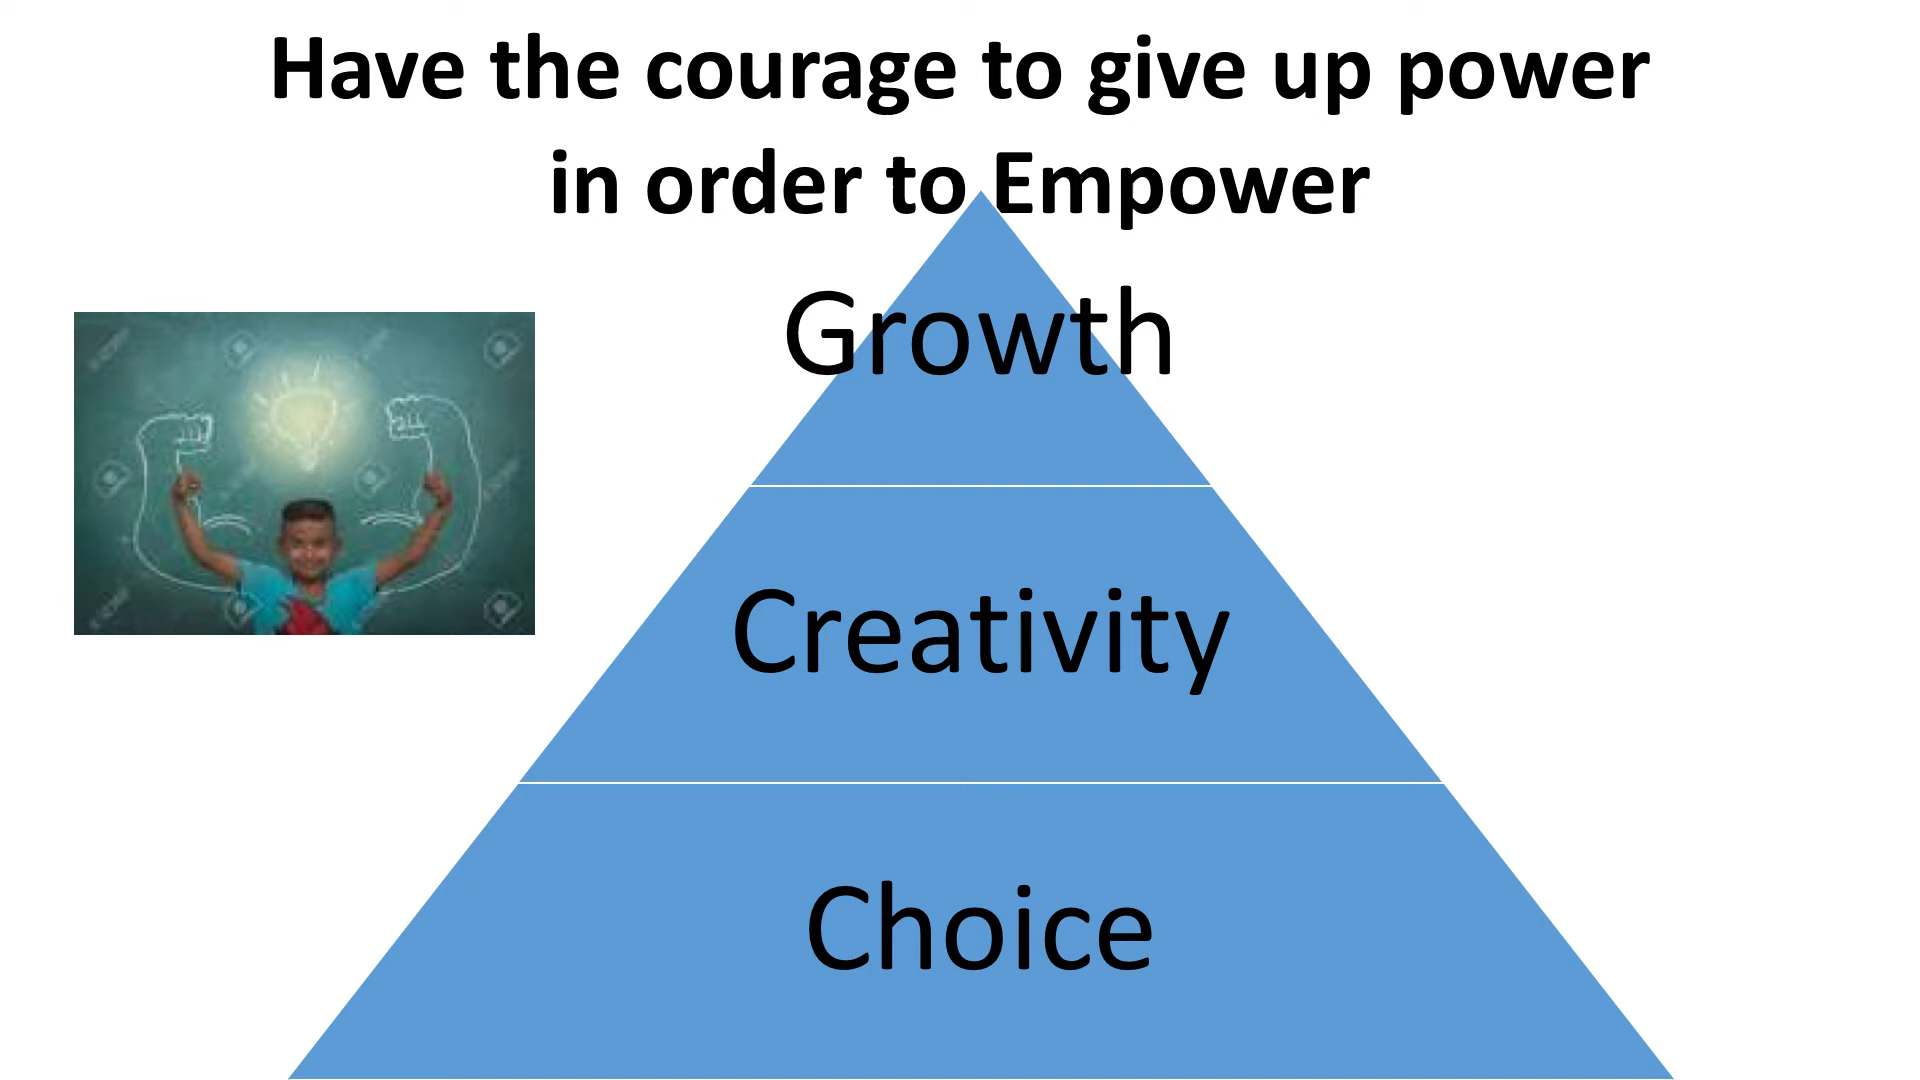 Have the courage to give up power
in order to Empower
Growth
Creativity
Choice